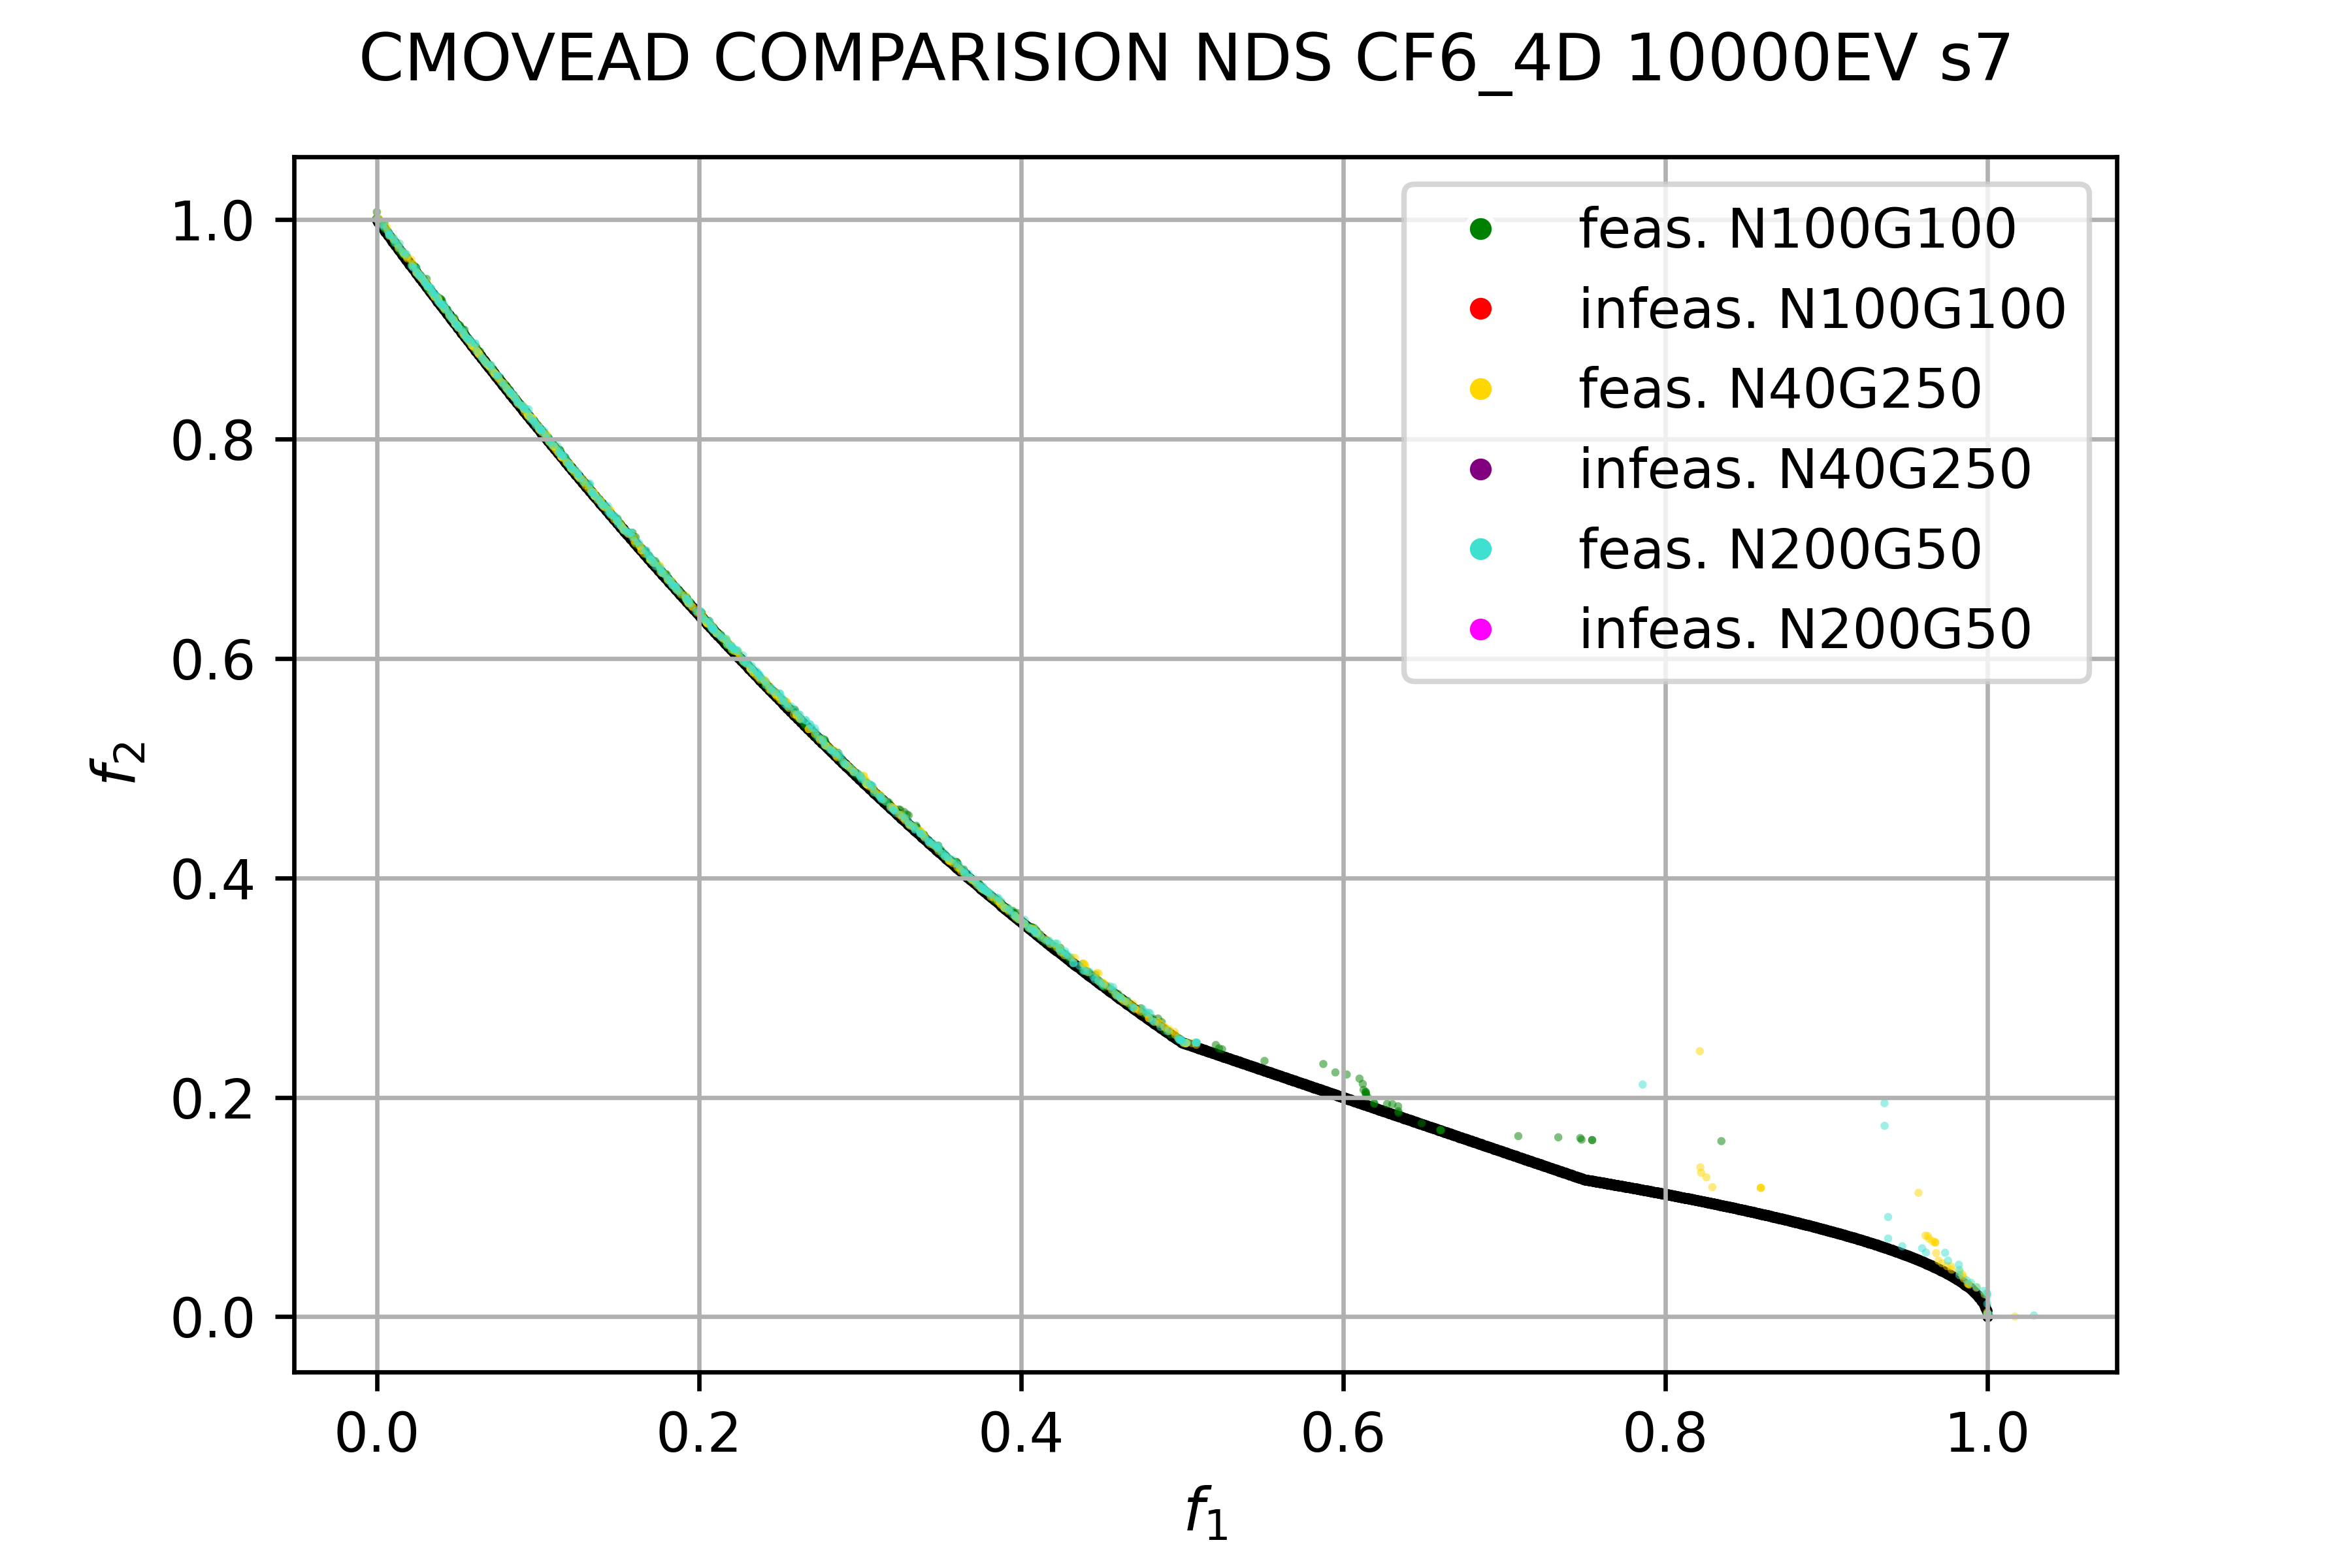 CMOVEAD COMPARISION NDS CF6_4D 10000EV s7
feas. N100G100
infeas. N100G100
feas. N40G250
infeas. N40G250
feas. N200G50
infeas. N200G50
1.0
0.8
0.6
0.4
0.2
0.0
f2
0.0 0.2 0.4 0.6 0.8 1.0
f1